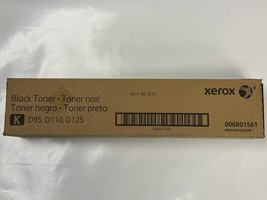 xerox
Black Toner • Toner noir
Toner negro • Toner preto
K D95, D110, D125
006R01561